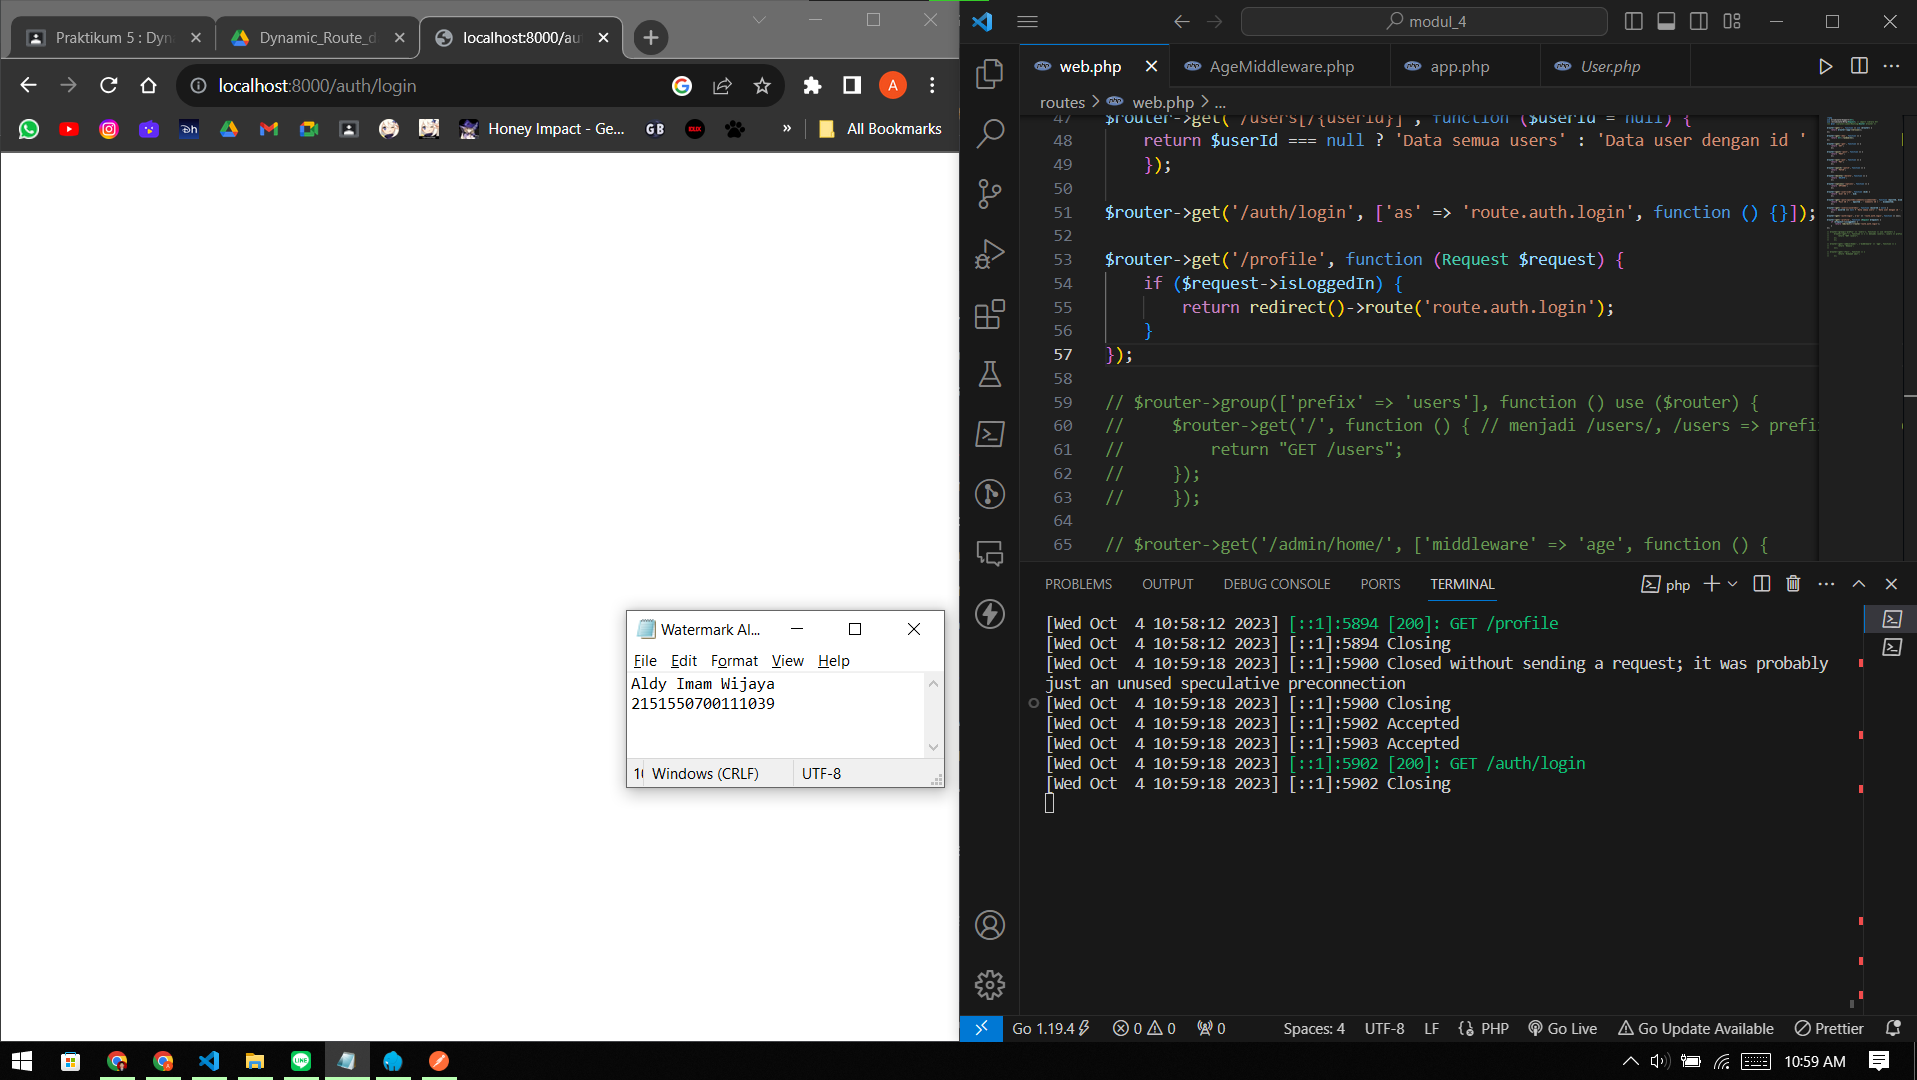 Praktikum 5 : Dyn
Dynamic_Route_d
localhost:8000/au
localhost:8000/auth/login
A
Honey Impact - Ge...
GB
»
All Bookmarks
Watermark Al...
File Edit Format View Help
Aldy Imam Wijaya
2151550700111039
Windows (CRLF)
UTF-8
modul_4
web.php
AgeMiddleware.php
app.php
User.php
routes > web.php > ...
47 $router->get('/users[/{userId}]', function ($userId = null) {
48 return $userId === null ? 'Data semua users' : 'Data user dengan id '
49 });
50
51 $router->get('/auth/login', ['as' => 'route.auth.login', function () {}]);
52
53 $router->get('/profile', function (Request $request) {
54 if ($request->isLoggedIn) {
55 return redirect()->route('route.auth.login');
56 }
57 });
58
59 // $router->group(['prefix' => 'users'], function () use ($router) {
60 // $router->get('/', function () { // menjadi /users/, /users => prefi
61 // return "GET /users";
62 // });
63 // });
64
65 // $router->get('/admin/home/', ['middleware' => 'age', function () {
PROBLEMS OUTPUT DEBUG CONSOLE PORTS TERMINAL
php
[Wed Oct  4 10:58:12 2023] [::1]:5894 [200]: GET /profile
[Wed Oct  4 10:58:12 2023] [::1]:5894 Closing
[Wed Oct  4 10:59:18 2023] [::1]:5900 Closed without sending a request; it was probably
just an unused speculative preconnection
[Wed Oct  4 10:59:18 2023] [::1]:5900 Closing
[Wed Oct  4 10:59:18 2023] [::1]:5902 Accepted
[Wed Oct  4 10:59:18 2023] [::1]:5903 Accepted
[Wed Oct  4 10:59:18 2023] [::1]:5902 [200]: GET /auth/login
[Wed Oct  4 10:59:18 2023] [::1]:5902 Closing
Go 1.19.4
0 0
0
Spaces: 4
UTF-8
LF
PHP
Go Live
Go Update Available
Prettier
10:59 AM